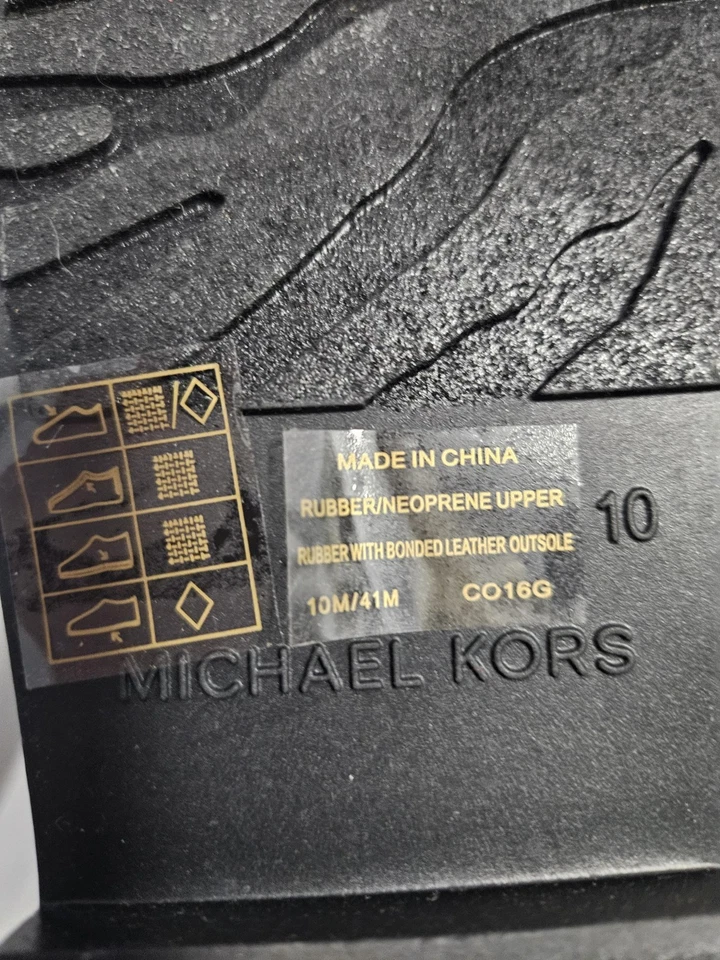 MADE IN CHINA
RUBBER/NEOPRENE UPPER
RUBBER WITH BONDED LEATHER OUTSOLE
10M/41M CO16G
10
MICHAEL KORS